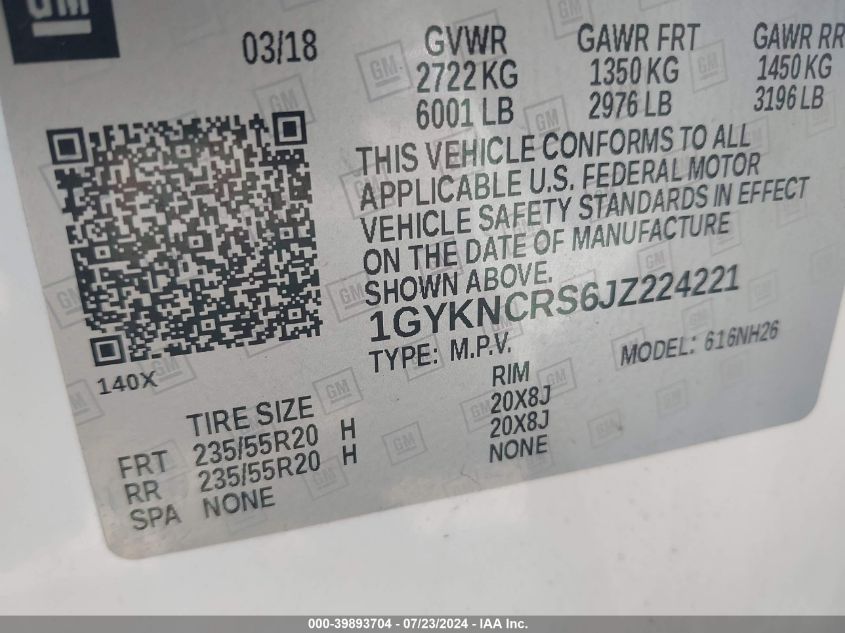 GM
03/18 GVWR GAWR FRT GAWR RR
2722 KG 1350 KG 1450 KG
6001 LB 2976 LB 3196 LB
THIS VEHICLE CONFORMS TO ALL
APPLICABLE U.S. FEDERAL MOTOR
VEHICLE SAFETY STANDARDS IN EFFECT
ON THE DATE OF MANUFACTURE
SHOWN ABOVE.
1GYKNCRS6JZ224221
TYPE: M.P.V. MODEL: 616NH26
140X
TIRE SIZE RIM
FRT 235/55R20 H 20X8J
RR 235/55R20 H 20X8J
SPA NONE NONE
000-39893704 - 07/23/2024 - IAA Inc.